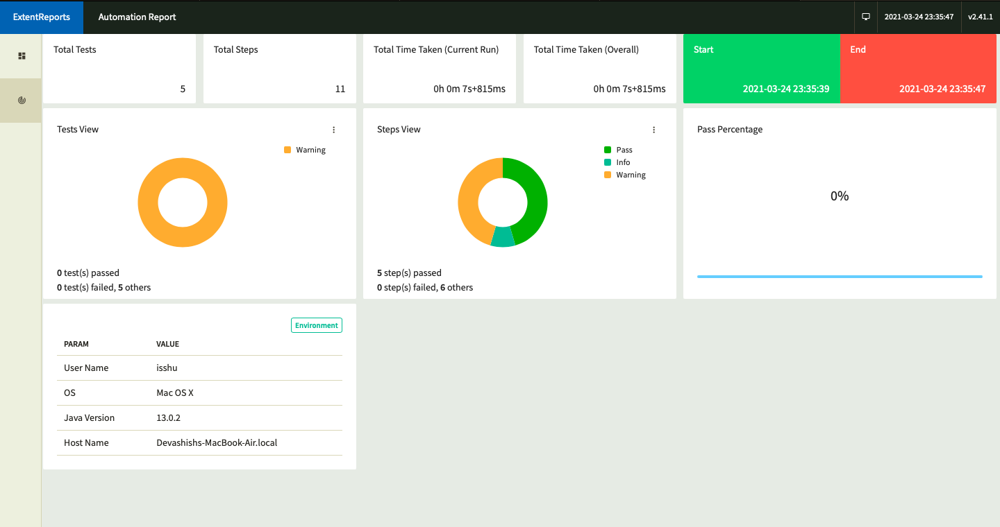 ExtentReports
Automation Report
2021-03-24 23:35:47
v2.41.1
Total Tests
5
Total Steps
11
Total Time Taken (Current Run)
0h 0m 7s+815ms
Total Time Taken (Overall)
0h 0m 7s+815ms
Start
2021-03-24 23:35:39
End
2021-03-24 23:35:47
Tests View
Warning
0 test(s) passed
0 test(s) failed, 5 others
Steps View
Pass
Info
Warning
5 step(s) passed
0 step(s) failed, 6 others
Pass Percentage
0%
Environment
PARAM VALUE
User Name isshu
OS Mac OS X
Java Version 13.0.2
Host Name Devashishs-MacBook-Air.local